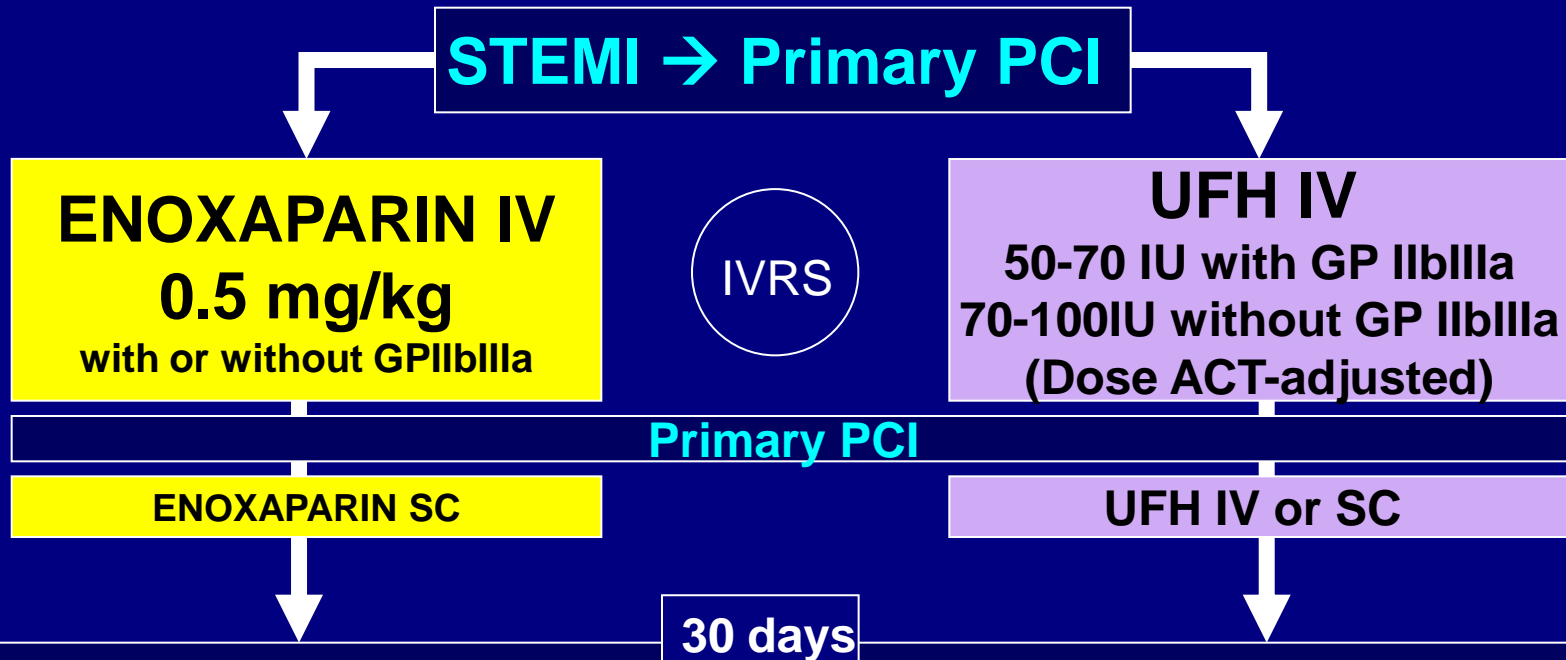 STEMI → Primary PCI
ENOXAPARIN IV
0.5 mg/kg
with or without GPIIbIIIa
IVRS
UFH IV
50-70 IU with GP IIbIIIa
70-100IU without GP IIbIIIa
(Dose ACT-adjusted)
Primary PCI
ENOXAPARIN SC
UFH IV or SC
30 days